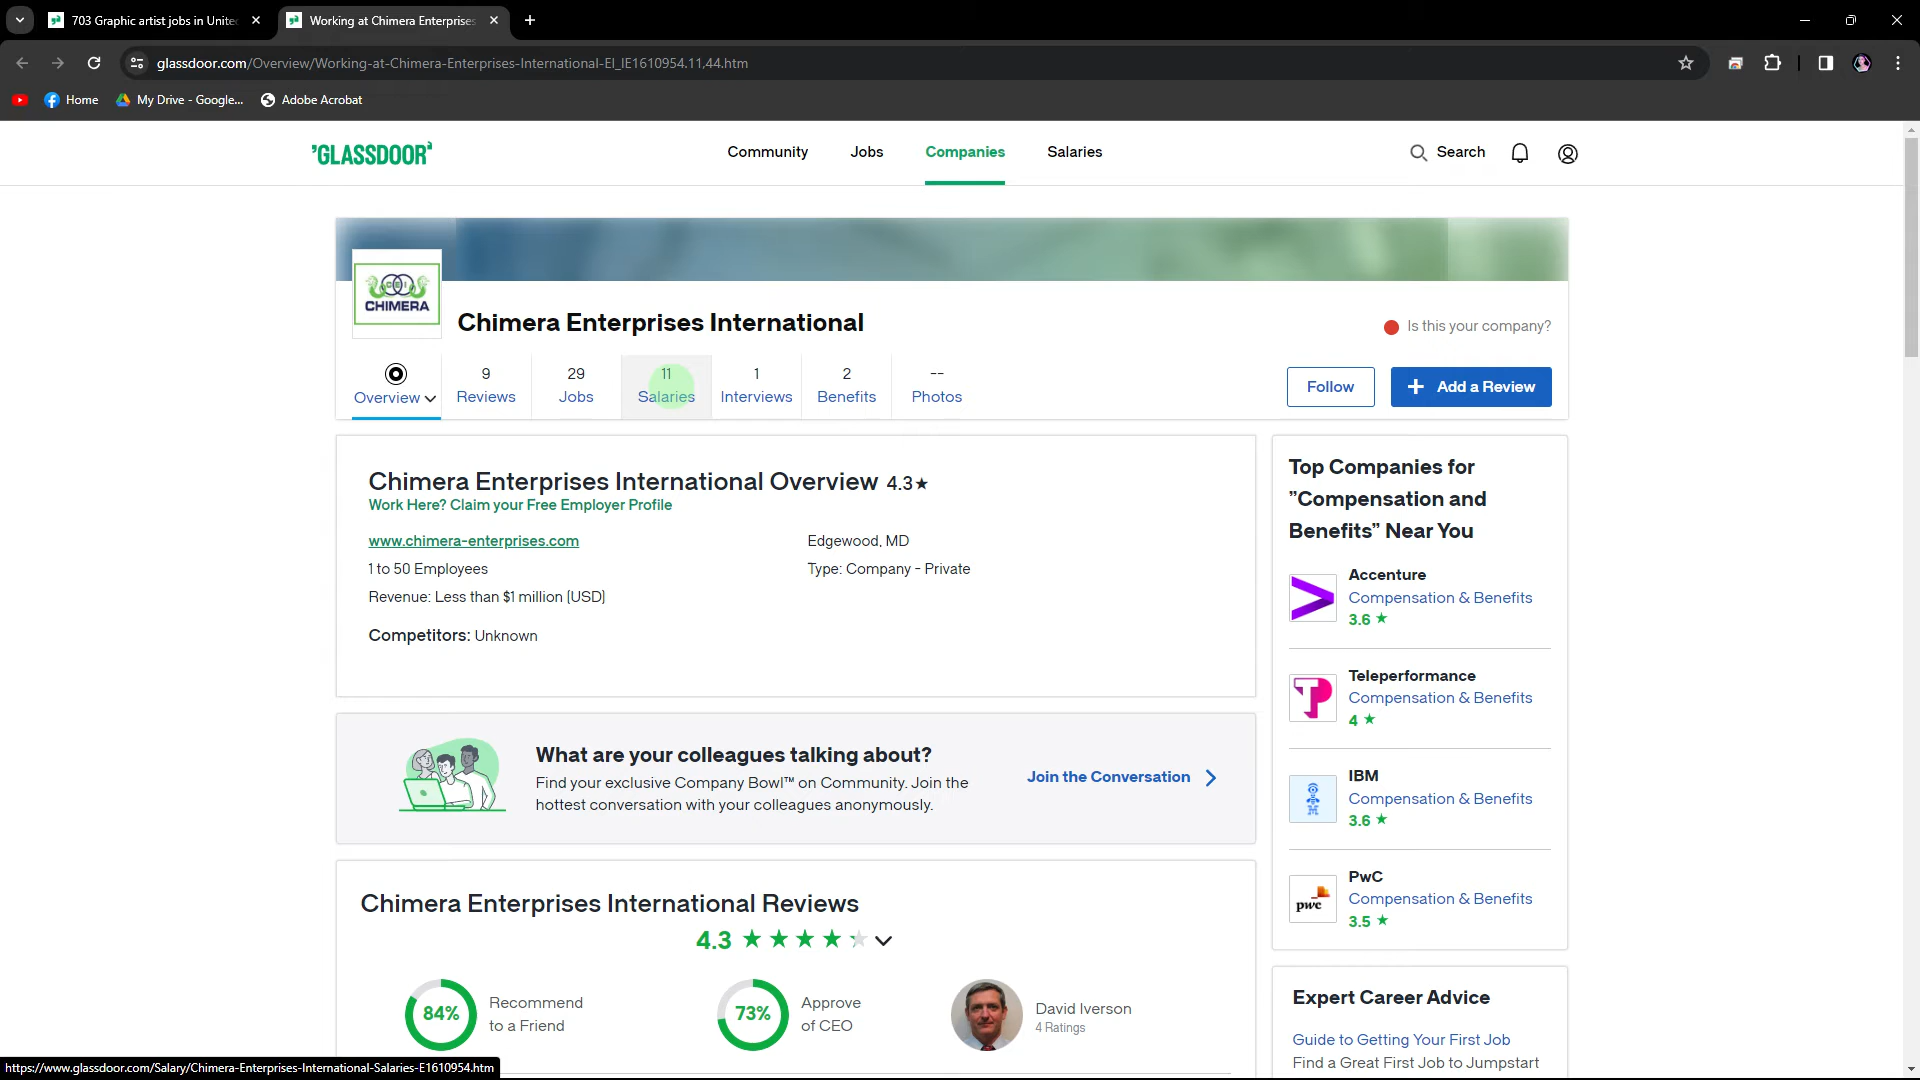 703 Graphic artist jobs in Unite
Working at Chimera Enterprises
glassdoor.com/Overview/Working-at-Chimera-Enterprises-International-EI_IE1610954.11,44.htm
Home
My Drive - Google...
Adobe Acrobat
GLASSDOOR
Community
Jobs
Companies
Salaries
Search
CEI
CHIMERA
Chimera Enterprises International
Is this your company?
Overview
9
Reviews
29
Jobs
11
Salaries
1
Interviews
2
Benefits
--
Photos
Follow
+ Add a Review
Chimera Enterprises International Overview 4.3★
Work Here? Claim your Free Employer Profile
www.chimera-enterprises.com
Edgewood, MD
1 to 50 Employees
Type: Company - Private
Revenue: Less than $1 million (USD)
Competitors: Unknown
What are your colleagues talking about?
Find your exclusive Company Bowl™ on Community. Join the
hottest conversation with your colleagues anonymously.
Join the Conversation
Chimera Enterprises International Reviews
4.3 ★★★★★
84%
Recommend
to a Friend
73%
Approve
of CEO
David Iverson
4 Ratings
Top Companies for
”Compensation and
Benefits” Near You
Accenture
Compensation & Benefits
3.6 ★
TP
Teleperformance
Compensation & Benefits
4 ★
IBM
Compensation & Benefits
3.6 ★
pwc
PwC
Compensation & Benefits
3.5 ★
Expert Career Advice
Guide to Getting Your First Job
Find a Great First Job to Jumpstart
https://www.glassdoor.com/Salary/Chimera-Enterprises-International-Salaries-E1610954.htm